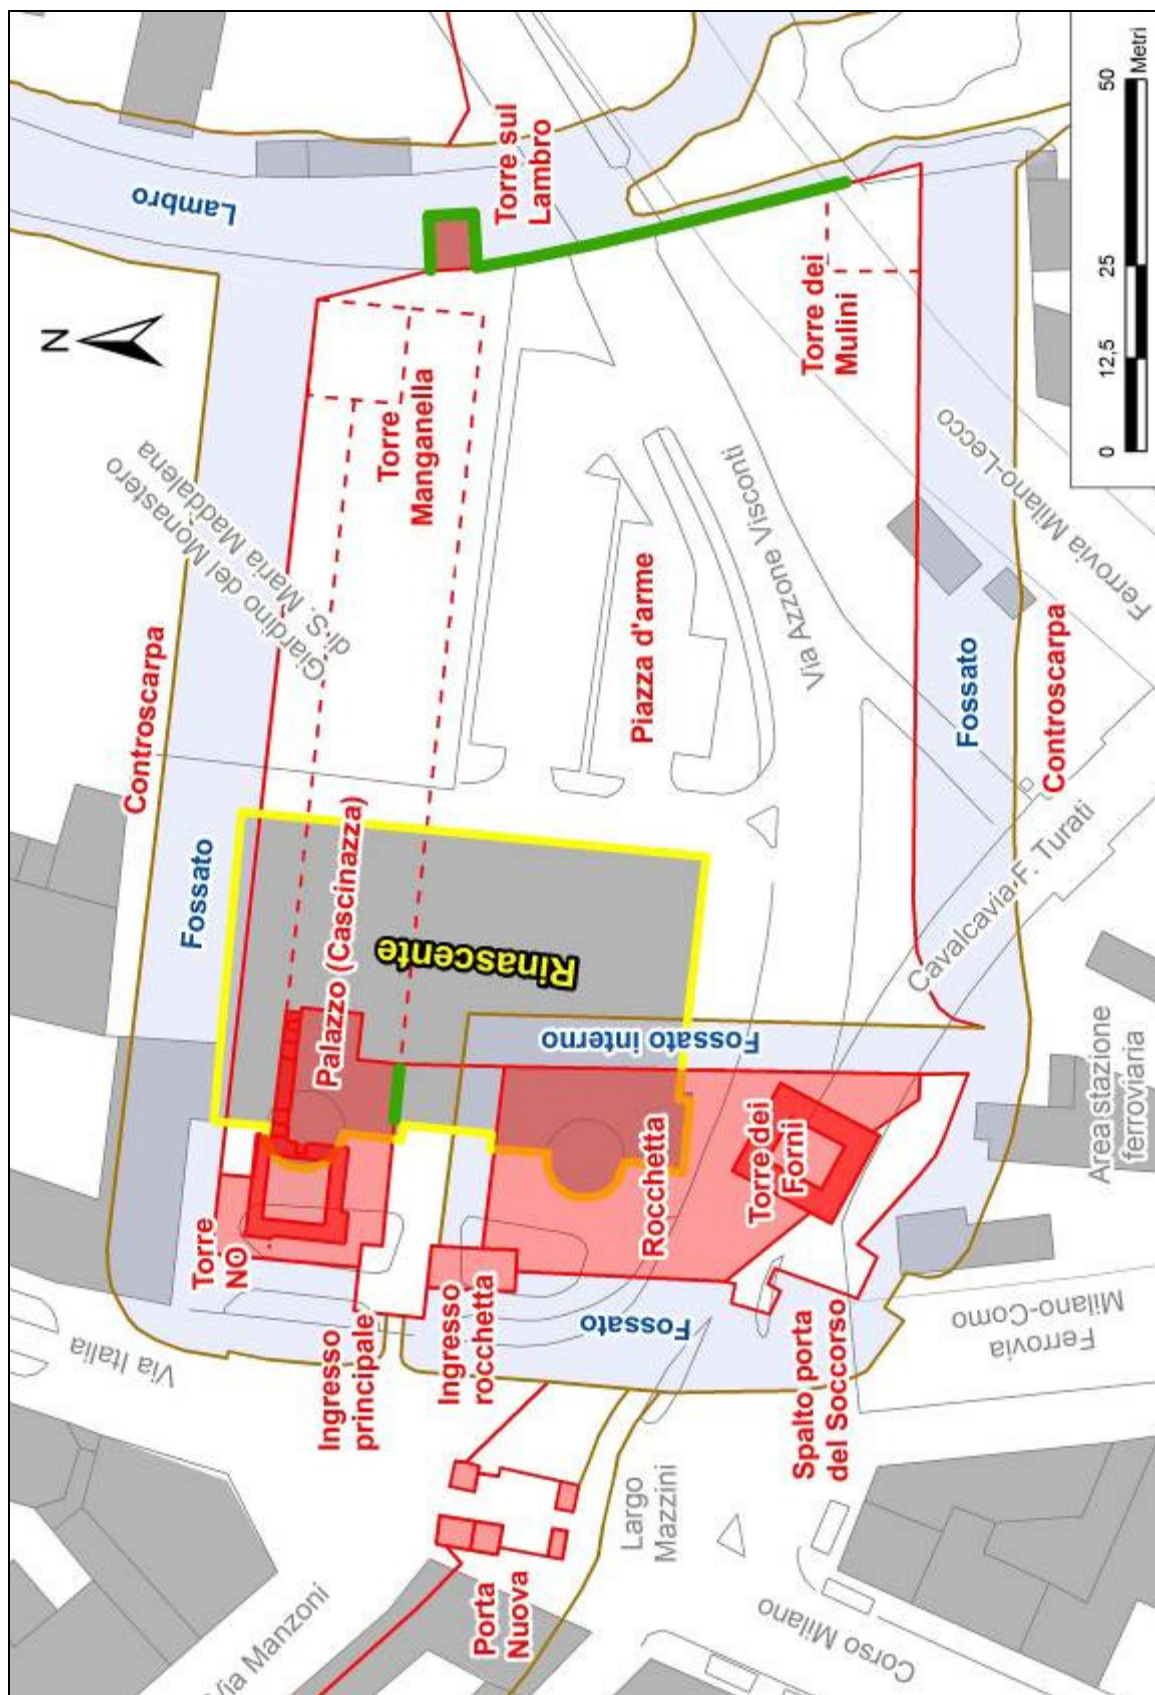 N
Lambro
Torre sul
Lambro
Torre dei
Mulini
Torre
Manganella
Giardino del Monastero
di S. Maria Maddalena
Controscarpa
Fossato
Piazza d'arme
Via Azzone Visconti
Ferrovia Milano-Lecco
0
12,5
25
50
Metri
Fossato
Controscarpa
Cavalcavia F. Turati
Palazzo (Cascinazza)
Rinascente
Fossato interno
Torre
NO
Rocchetta
Torre dei
Forni
Area stazione
ferroviaria
Ingresso
principale
Ingresso
rocchetta
Fossato
Spalto porta
del Soccorso
Ferrovia
Milano-Como
Via Italia
Porta
Nuova
Largo
Mazzini
Via Manzoni
Corso Milano